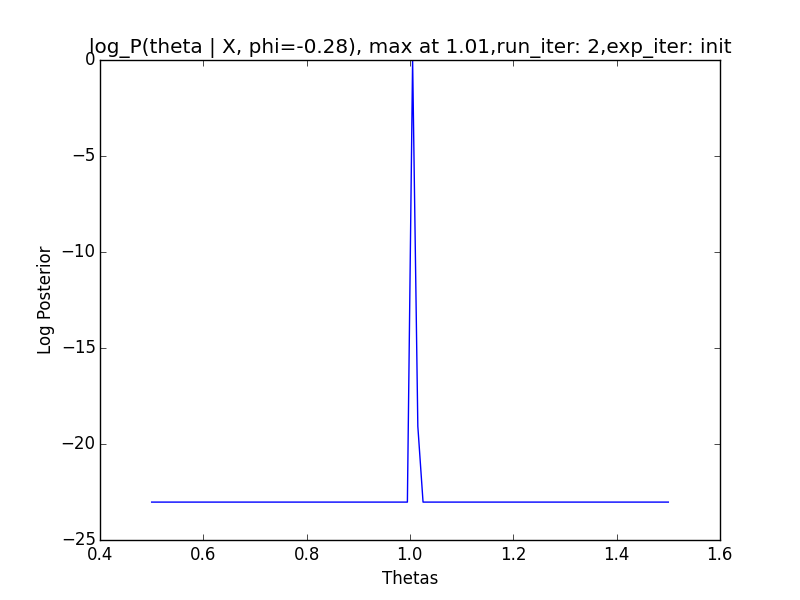 log_P(theta | X, phi=-0.28), max at 1.01,run_iter: 2,exp_iter: init
0
−5
−10
−15
−20
−25
Log Posterior
0.4 0.6 0.8 1.0 1.2 1.4 1.6
Thetas